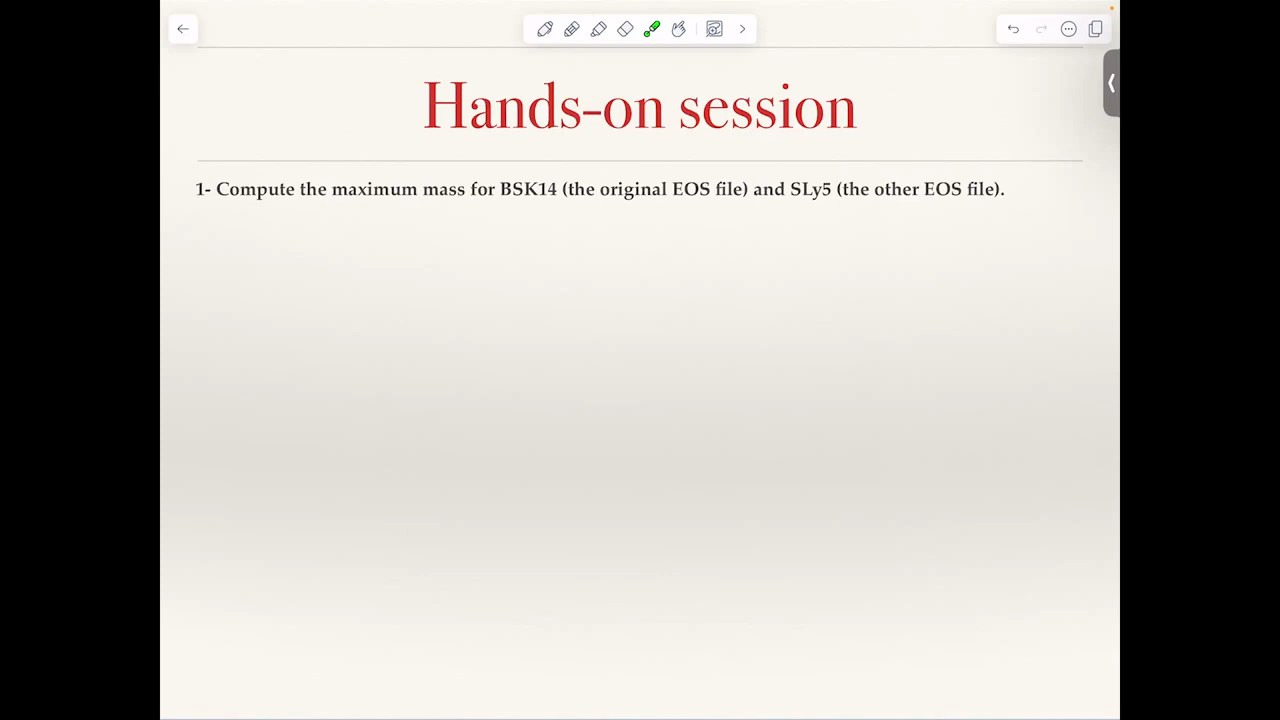 Hands-on session
1- Compute the maximum mass for BSK14 (the original EOS file) and SLy5 (the other EOS file).